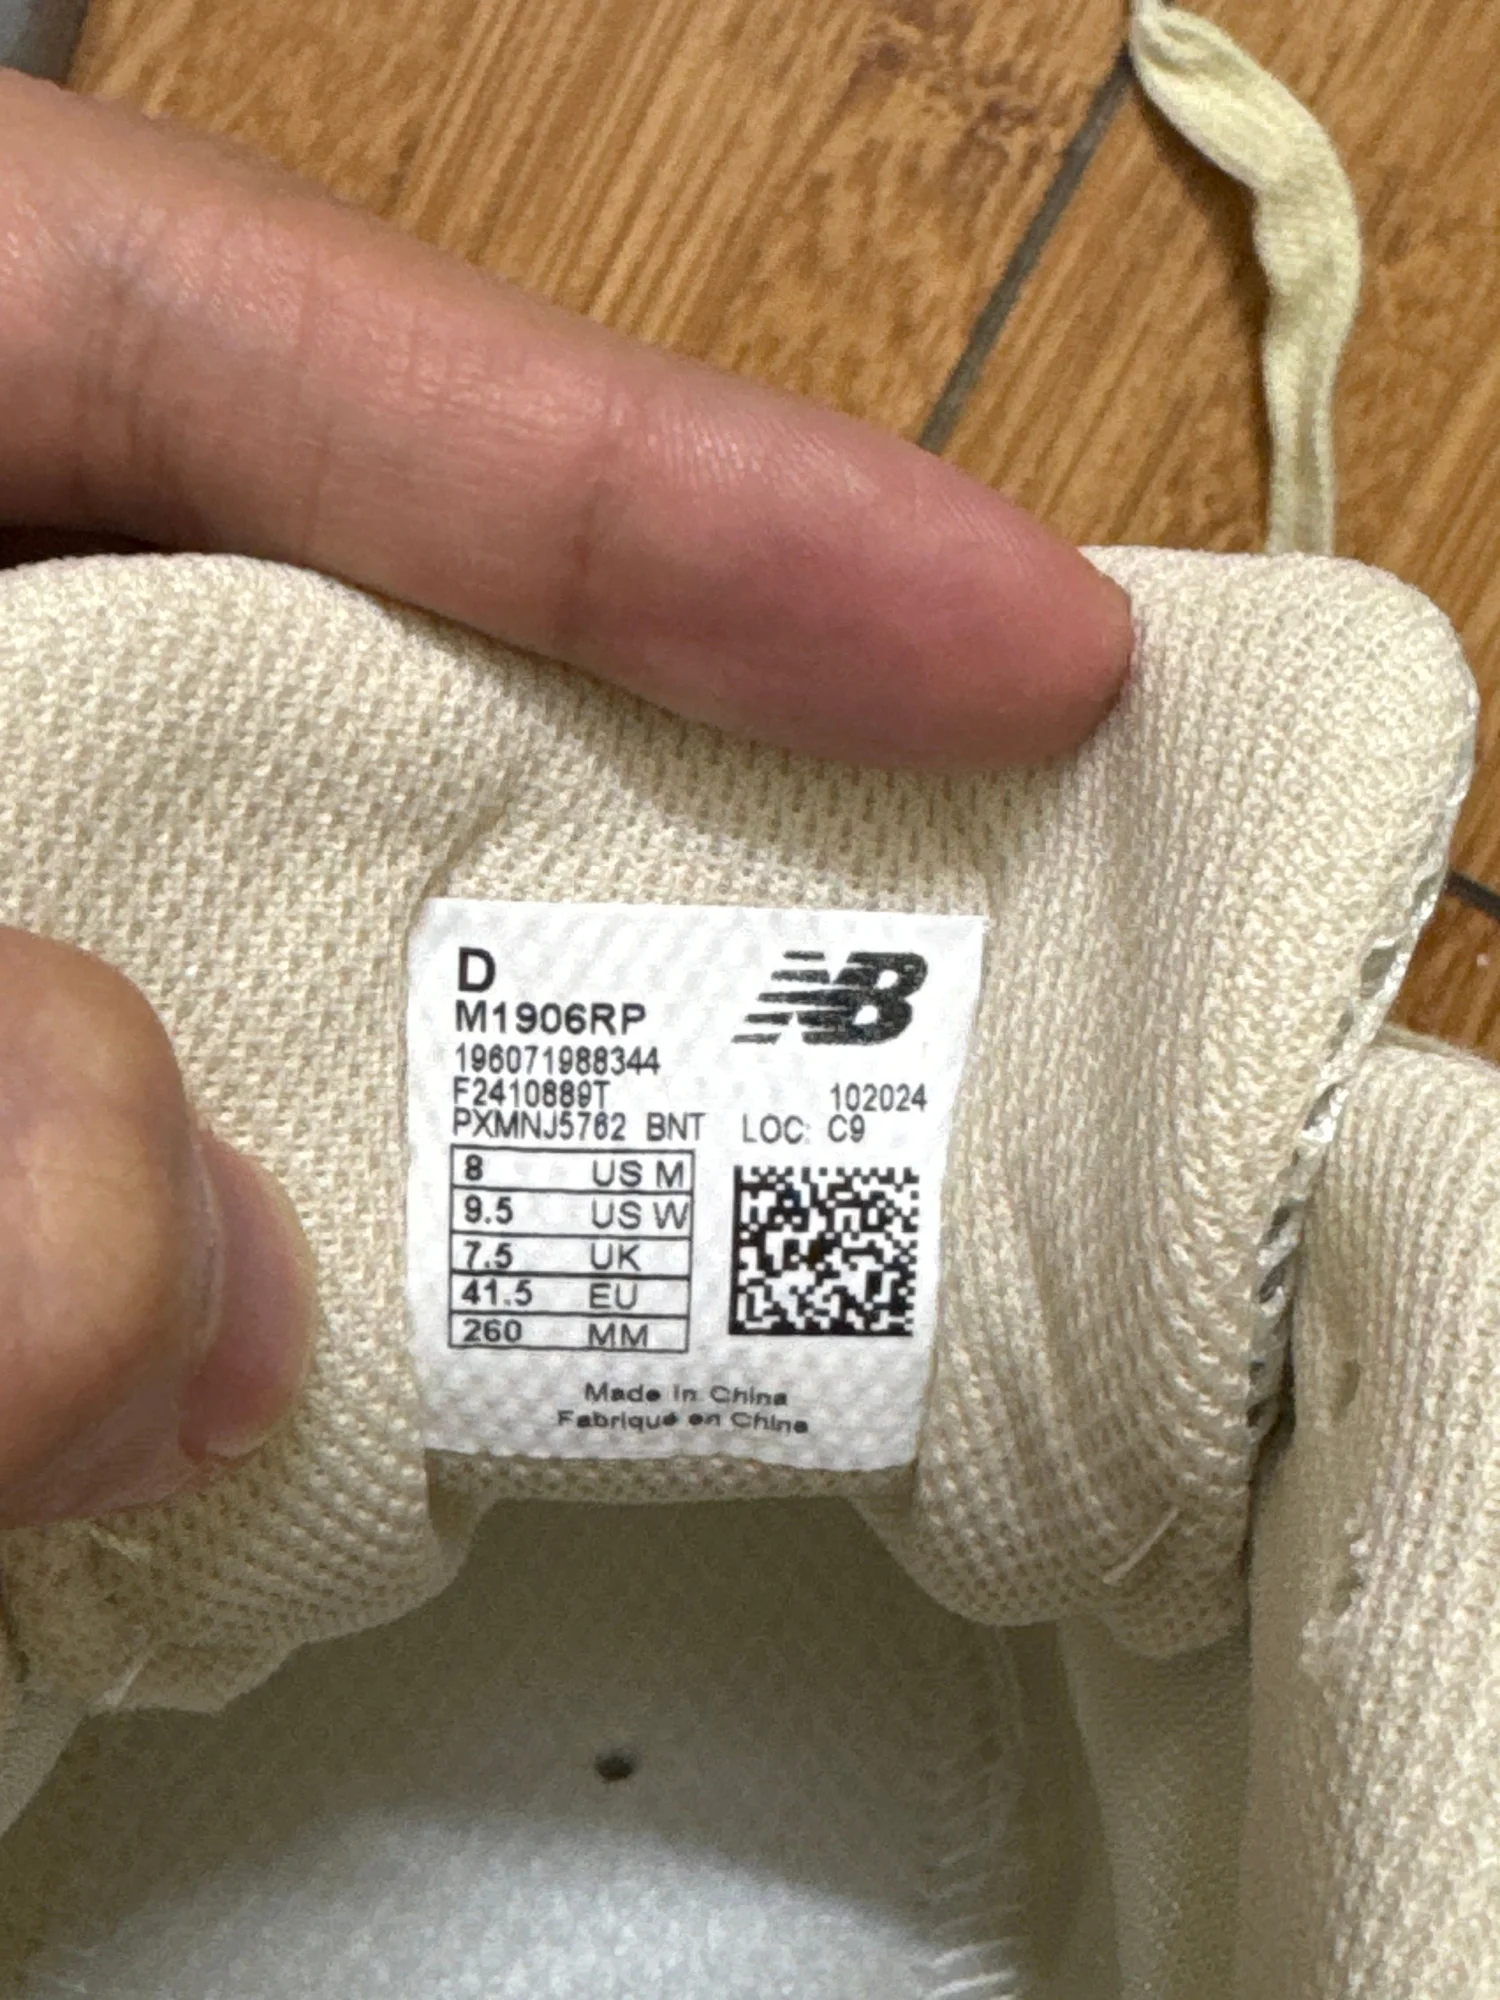 D
NB
M1906RP
196071988344
F2410889T 102024
PXMNJ5762 BNT LOC: C9
8 US M
9.5 US W
7.5 UK
41.5 EU
260 MM
Made in China
Fabriqué en Chine